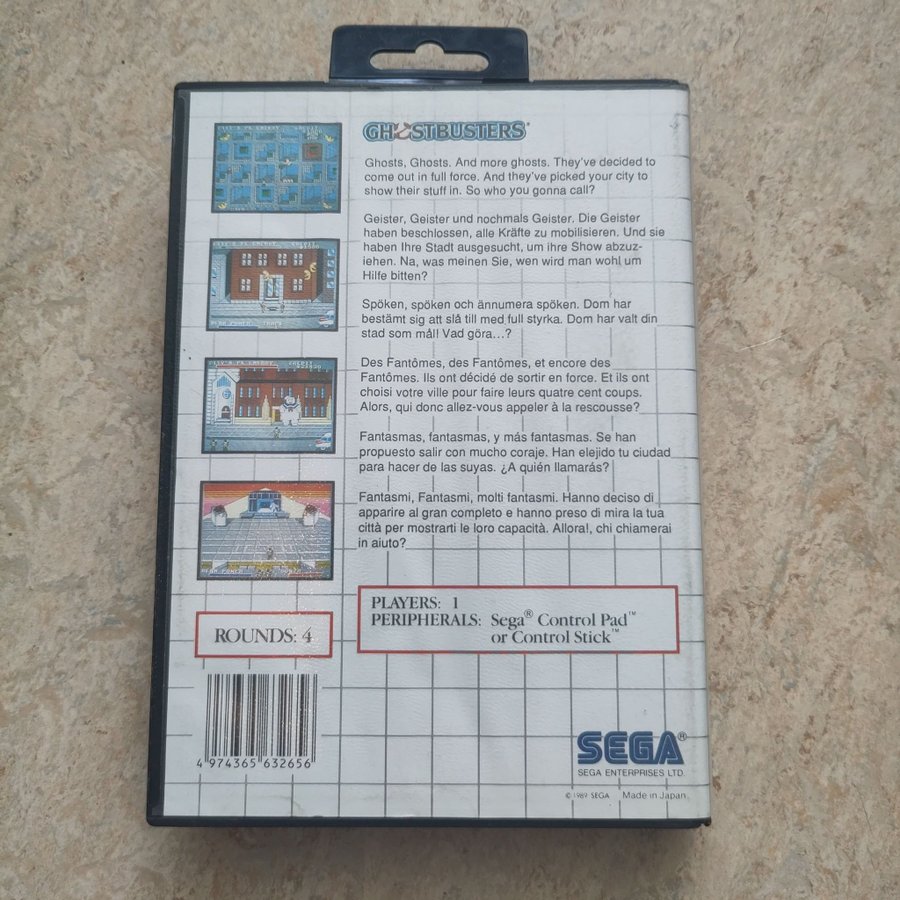 GHOSTBUSTERS
Ghosts, Ghosts. And more ghosts. They've decided to
come out in full force. And they've picked your city to
show their stuff in. So who you gonna call?
Geister, Geister und nochmals Geister. Die Geister
haben beschlossen, alle Kräfte zu mobilisieren. Und sie
haben Ihre Stadt ausgesucht, um ihre Show abzuz-
iehen. Na, was meinen Sie, wen wird man wohl um
Hilfe bitten?
Spöken, spöken och ännumera spöken. Dom har
bestämt sig att slå till med full styrka. Dom har valt din
stad som mål! Vad göra...?
Des Fantômes, des Fantômes, et encore des
Fantômes. Ils ont décidé de sortir en force. Et ils ont
choisi votre ville pour faire leurs quatre cent coups.
Alors, qui donc allez-vous appeler à la rescousse?
Fantasmas, fantasmas, y más fantasmas. Se han
propuesto salir con mucho coraje. Han elejido tu ciudad
para hacer de las suyas. ¿A quién llamarás?
Fantasmi, Fantasmi, molti fantasmi. Hanno deciso di
apparire al gran completo e hanno preso di mira la tua
città per mostrarti le loro capacità. Allora!, chi chiamerai
in aiuto?
ROUNDS: 4
PLAYERS: 1
PERIPHERALS: Sega® Control Pad™
or Control Stick™
4 974365 632656
SEGA®
SEGA ENTERPRISES LTD.
© 1987 SEGA Made in Japan.